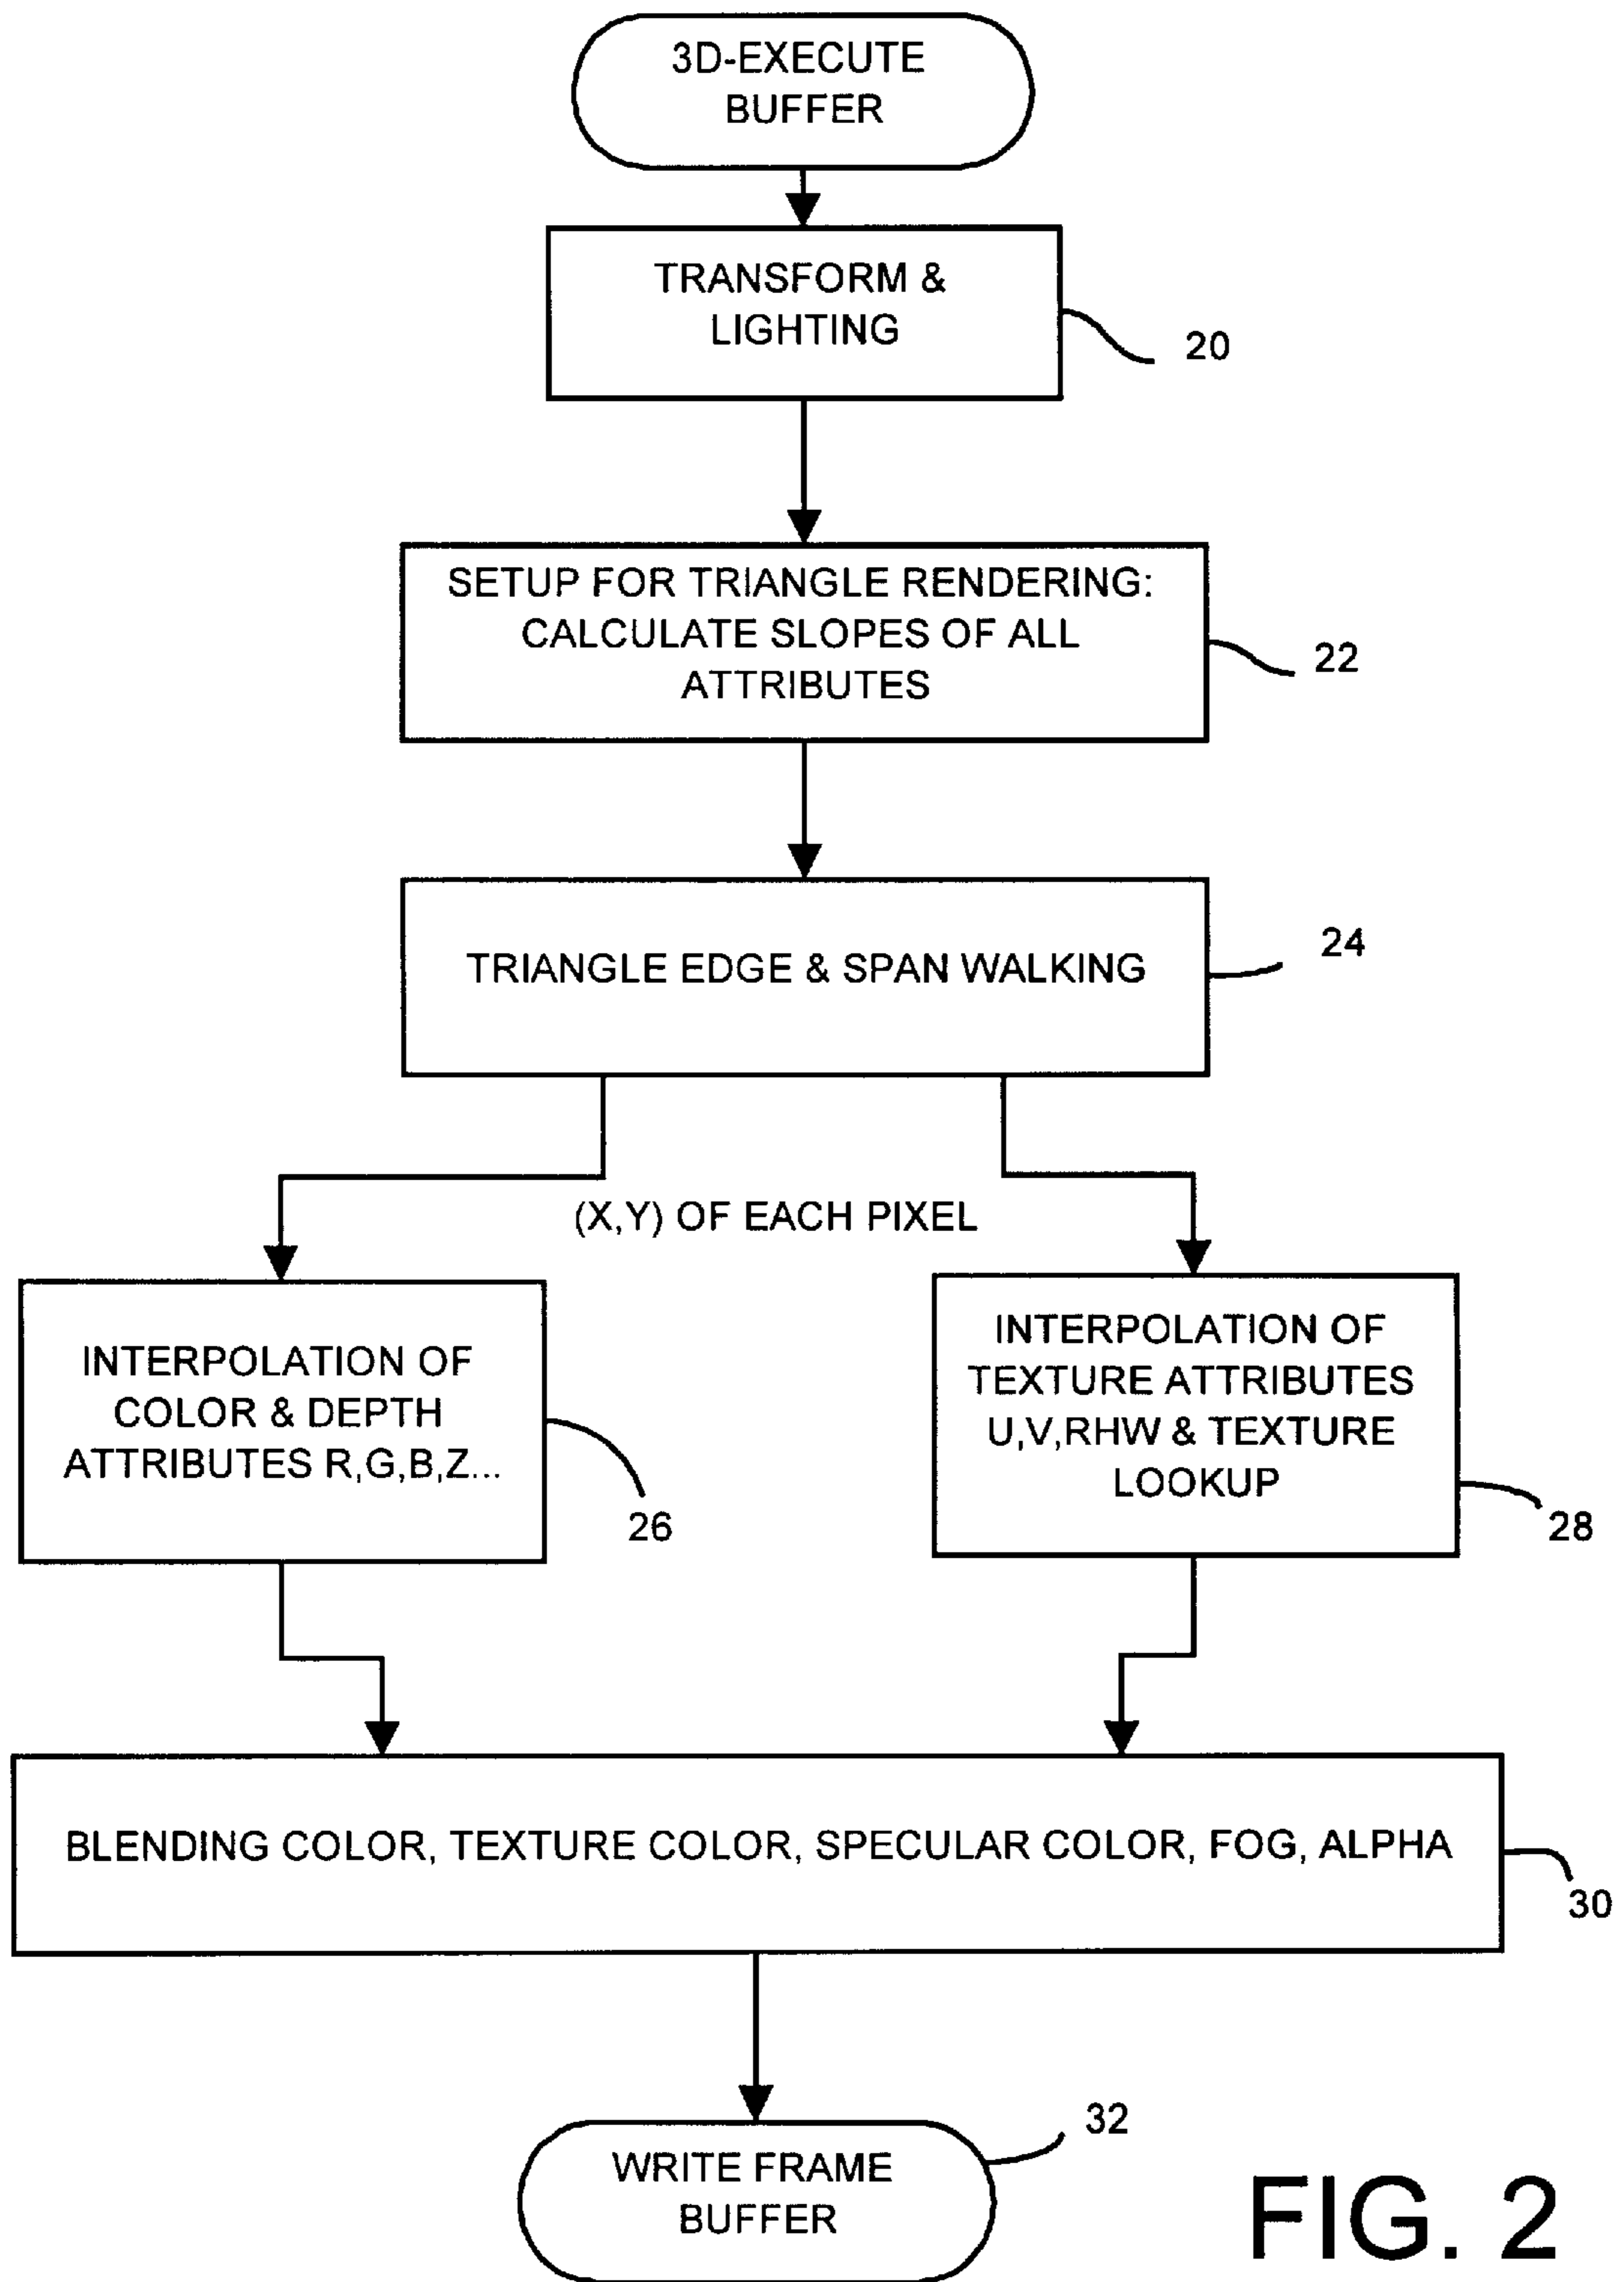 3D-EXECUTE
BUFFER
TRANSFORM &
LIGHTING
20
SETUP FOR TRIANGLE RENDERING:
CALCULATE SLOPES OF ALL
ATTRIBUTES
22
TRIANGLE EDGE & SPAN WALKING
24
(X,Y) OF EACH PIXEL
INTERPOLATION OF
COLOR & DEPTH
ATTRIBUTES R,G,B,Z...
26
INTERPOLATION OF
TEXTURE ATTRIBUTES
U,V,RHW & TEXTURE
LOOKUP
28
BLENDING COLOR, TEXTURE COLOR, SPECULAR COLOR, FOG, ALPHA
30
WRITE FRAME
BUFFER
32
FIG. 2